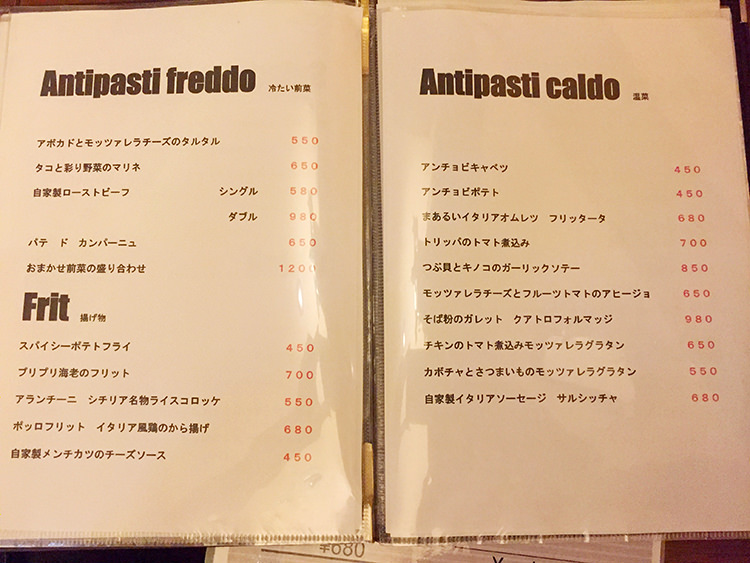 Antipasti freddo 冷たい前菜
アボカドとモッツァレラチーズのタルタル 550
タコと彩り野菜のマリネ 650
自家製ローストビーフ シングル 580
ダブル 980
パテ ド カンパーニュ 650
おまかせ前菜の盛り合わせ 1200
Frit 揚げ物
スパイシーポテトフライ 450
プリプリ海老のフリット 700
アランチーニ シチリア名物ライスコロッケ 550
ポッロフリット イタリア風鶏のから揚げ 680
自家製メンチカツのチーズソース 450
Antipasti caldo 温菜
アンチョビキャベツ 450
アンチョビポテト 450
まあるいイタリアオムレツ フリッタータ 680
トリッパのトマト煮込み 700
つぶ貝とキノコのガーリックソテー 850
モッツァレラチーズとフルーツトマトのアヒージョ 650
そば粉のガレット クアトロフォルマッジ 980
チキンのトマト煮込みモッツァレラグラタン 650
カボチャとさつまいものモッツァレラグラタン 550
自家製イタリアソーセージ サルシッチャ 680
¥680